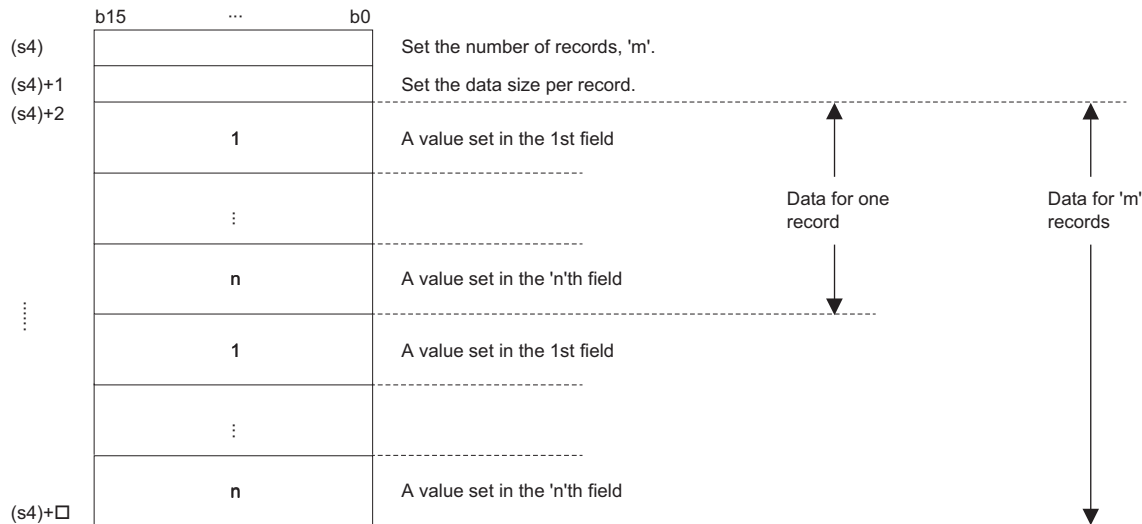 b15 ... b0
(s4) Set the number of records, 'm'.
(s4)+1 Set the data size per record.
(s4)+2
1 A value set in the 1st field
Data for one
record
Data for 'm'
records
⋮
n A value set in the 'n'th field
⋮
1 A value set in the 1st field
⋮
n A value set in the 'n'th field
(s4)+□